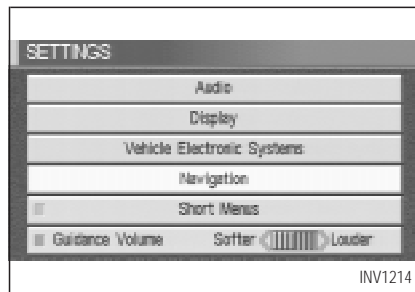 SETTINGS
Audio
Display
Vehicle Electronic Systems
Navigation
Short Menus
Guidance Volume Softer Louder
INV1214